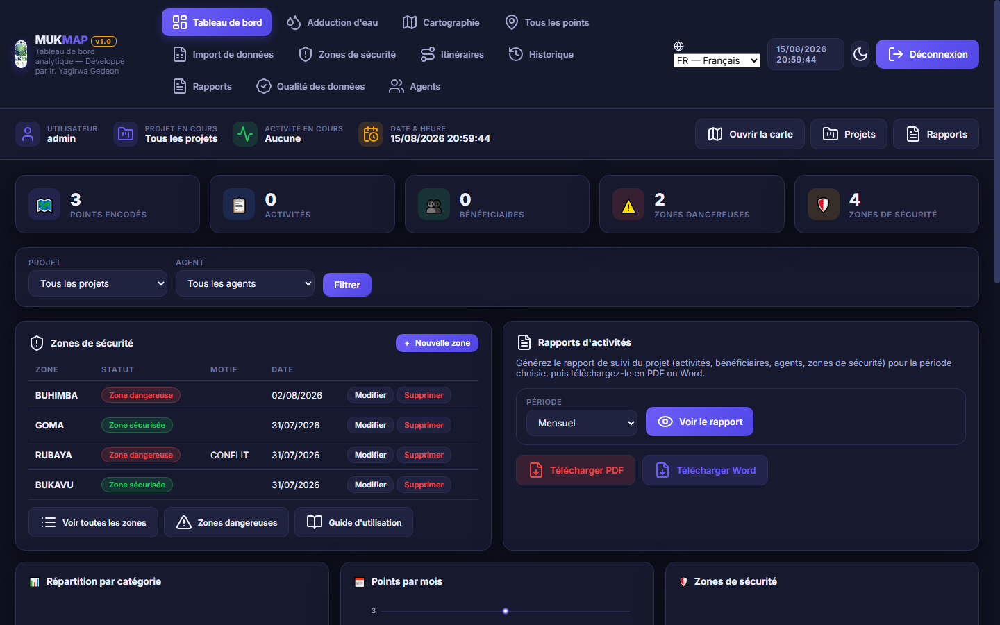 MUKMAP v1.0
Tableau de bord
analytique — Développé
par Ir. Yagirwa Gedeon
Tableau de bord
Adduction d'eau
Cartographie
Tous les points
Import de données
Zones de sécurité
Itinéraires
Historique
Rapports
Qualité des données
Agents
FR — Français
15/08/2026
20:59:44
Déconnexion
UTILISATEUR
admin
PROJET EN COURS
Tous les projets
ACTIVITÉ EN COURS
Aucune
DATE & HEURE
15/08/2026 20:59:44
Ouvrir la carte
Projets
Rapports
3
POINTS ENCODÉS
0
ACTIVITÉS
0
BÉNÉFICIAIRES
2
ZONES DANGEREUSES
4
ZONES DE SÉCURITÉ
PROJET
Tous les projets
AGENT
Tous les agents
Filtrer
Zones de sécurité
+ Nouvelle zone
ZONE STATUT MOTIF DATE
BUHIMBA Zone dangereuse 02/08/2026 Modifier Supprimer
GOMA Zone sécurisée 31/07/2026 Modifier Supprimer
RUBAYA Zone dangereuse CONFLIT 31/07/2026 Modifier Supprimer
BUKAVU Zone sécurisée 31/07/2026 Modifier Supprimer
Voir toutes les zones
Zones dangereuses
Guide d'utilisation
Rapports d'activités
Générez le rapport de suivi du projet (activités, bénéficiaires, agents, zones de sécurité) pour la période
choisie, puis téléchargez-le en PDF ou Word.
PÉRIODE
Mensuel
Voir le rapport
Télécharger PDF
Télécharger Word
Répartition par catégorie
Points par mois
3
Zones de sécurité